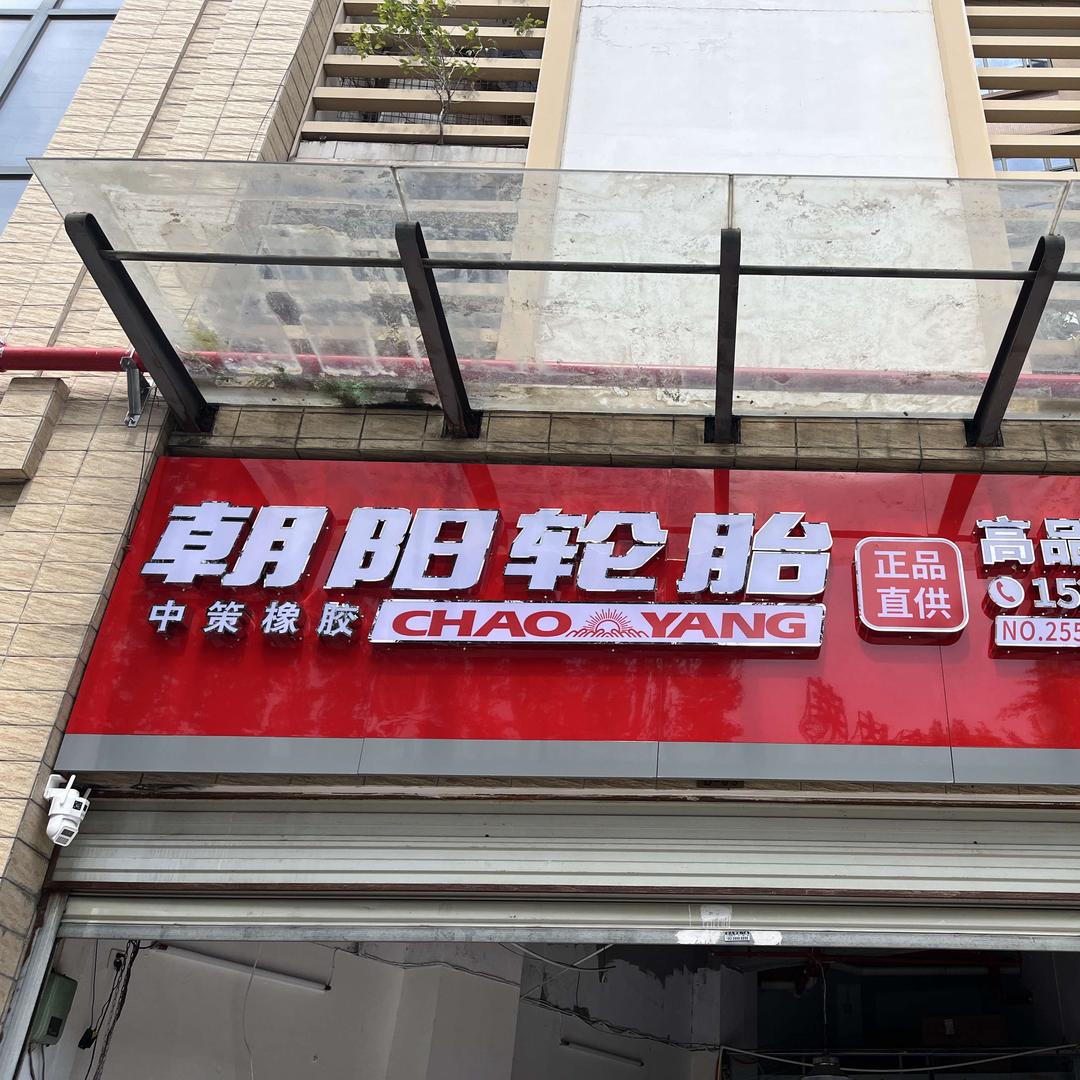 朝阳轮胎
中策橡胶
CHAO YANG
正品
直供
高品
15
NO.255